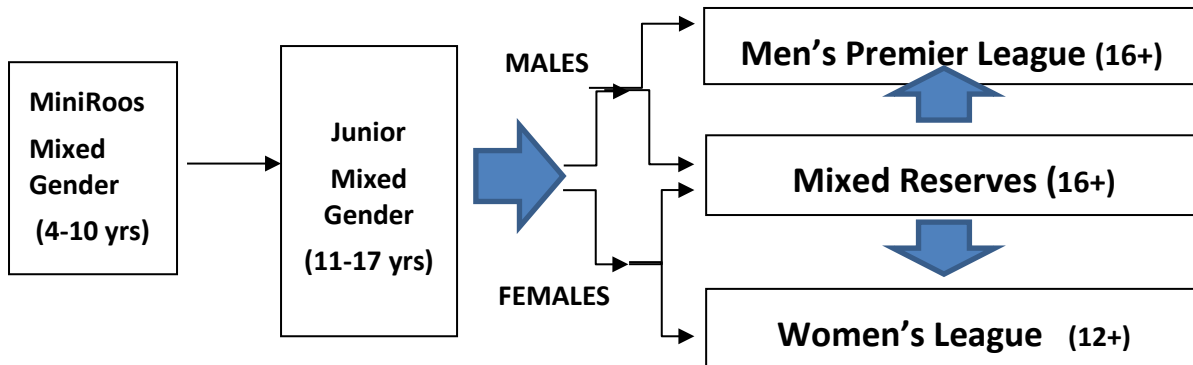 MiniRoos
Mixed
Gender
(4-10 yrs)
Junior
Mixed
Gender
(11-17 yrs)
MALES
FEMALES
Men’s Premier League (16+)
Mixed Reserves (16+)
Women’s League (12+)